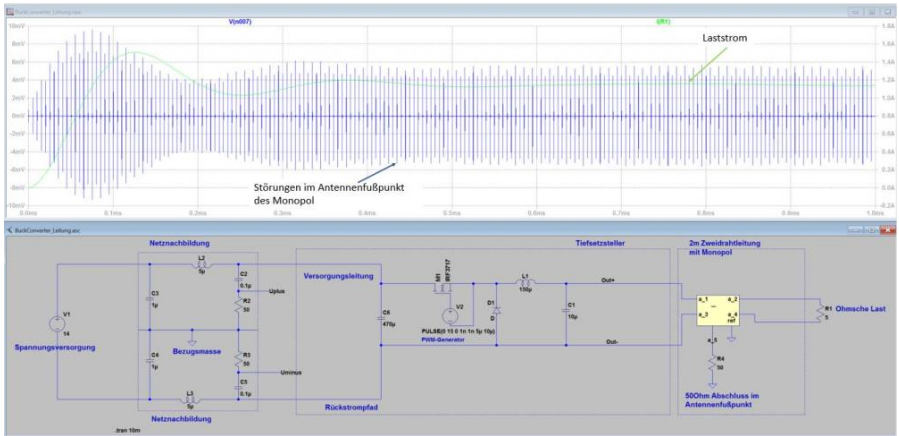 BuckConverter_Leitung.raw
V(n007)
I(R1)
10mV
8mV
6mV
4mV
2mV
0mV
-2mV
-4mV
-6mV
-8mV
-10mV
1.8A
1.6A
1.4A
1.2A
1.0A
0.8A
0.6A
0.4A
0.2A
0.0A
-0.2A
Laststrom
Störungen im Antennenfußpunkt
des Monopol
0.0ms
0.1ms
0.2ms
0.3ms
0.4ms
0.5ms
0.6ms
0.7ms
0.8ms
0.9ms
1.0ms
BuckConverter_Leitung.asc
Netznachbildung
Tiefsetzsteller
2m Zweidrahtleitung
mit Monopol
L2
5µ
C2
0.1µ
Uplus
R2
50
C3
1µ
Versorgungsleitung
M1
IRF3717
V2
PULSE(0 15 0 1n 1n 5µ 10µ)
PWM-Generator
L1
150µ
Out+
D1
D
C1
10µ
Out-
C6
470µ
V1
14
Spannungsversorgung
Bezugsmasse
C4
1µ
R3
50
Uminus
C5
0.1µ
L3
5µ
Rückstrompfad
Netznachbildung
a_1
a_2
a_3
a_4
ref
a_5
R1
5
Ohmsche Last
R4
50
50Ohm Abschluss im
Antennenfußpunkt
.tran 10m